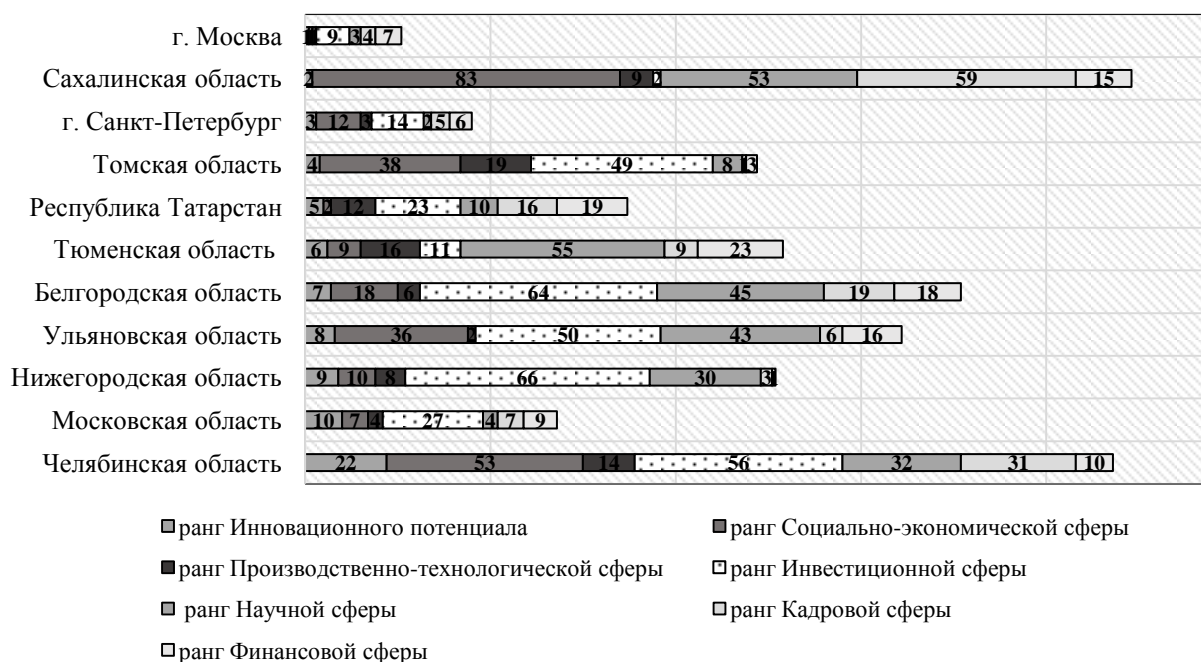 г. Москва 1 9 3 4 7
Сахалинская область 2 83 9 2 53 59 15
г. Санкт-Петербург 3 12 3 14 2 5 6
Томская область 4 38 19 49 8 1 3
Республика Татарстан 5 2 12 23 10 16 19
Тюменская область 6 9 16 11 55 9 23
Белгородская область 7 18 6 64 45 19 18
Ульяновская область 8 36 2 50 43 6 16
Нижегородская область 9 10 8 66 30 3 1
Московская область 10 7 4 27 4 7 9
Челябинская область 22 53 14 56 32 31 10
ранг Инновационного потенциала ранг Социально-экономической сферы
ранг Производственно-технологической сферы ранг Инвестиционной сферы
ранг Научной сферы ранг Кадровой сферы
ранг Финансовой сферы